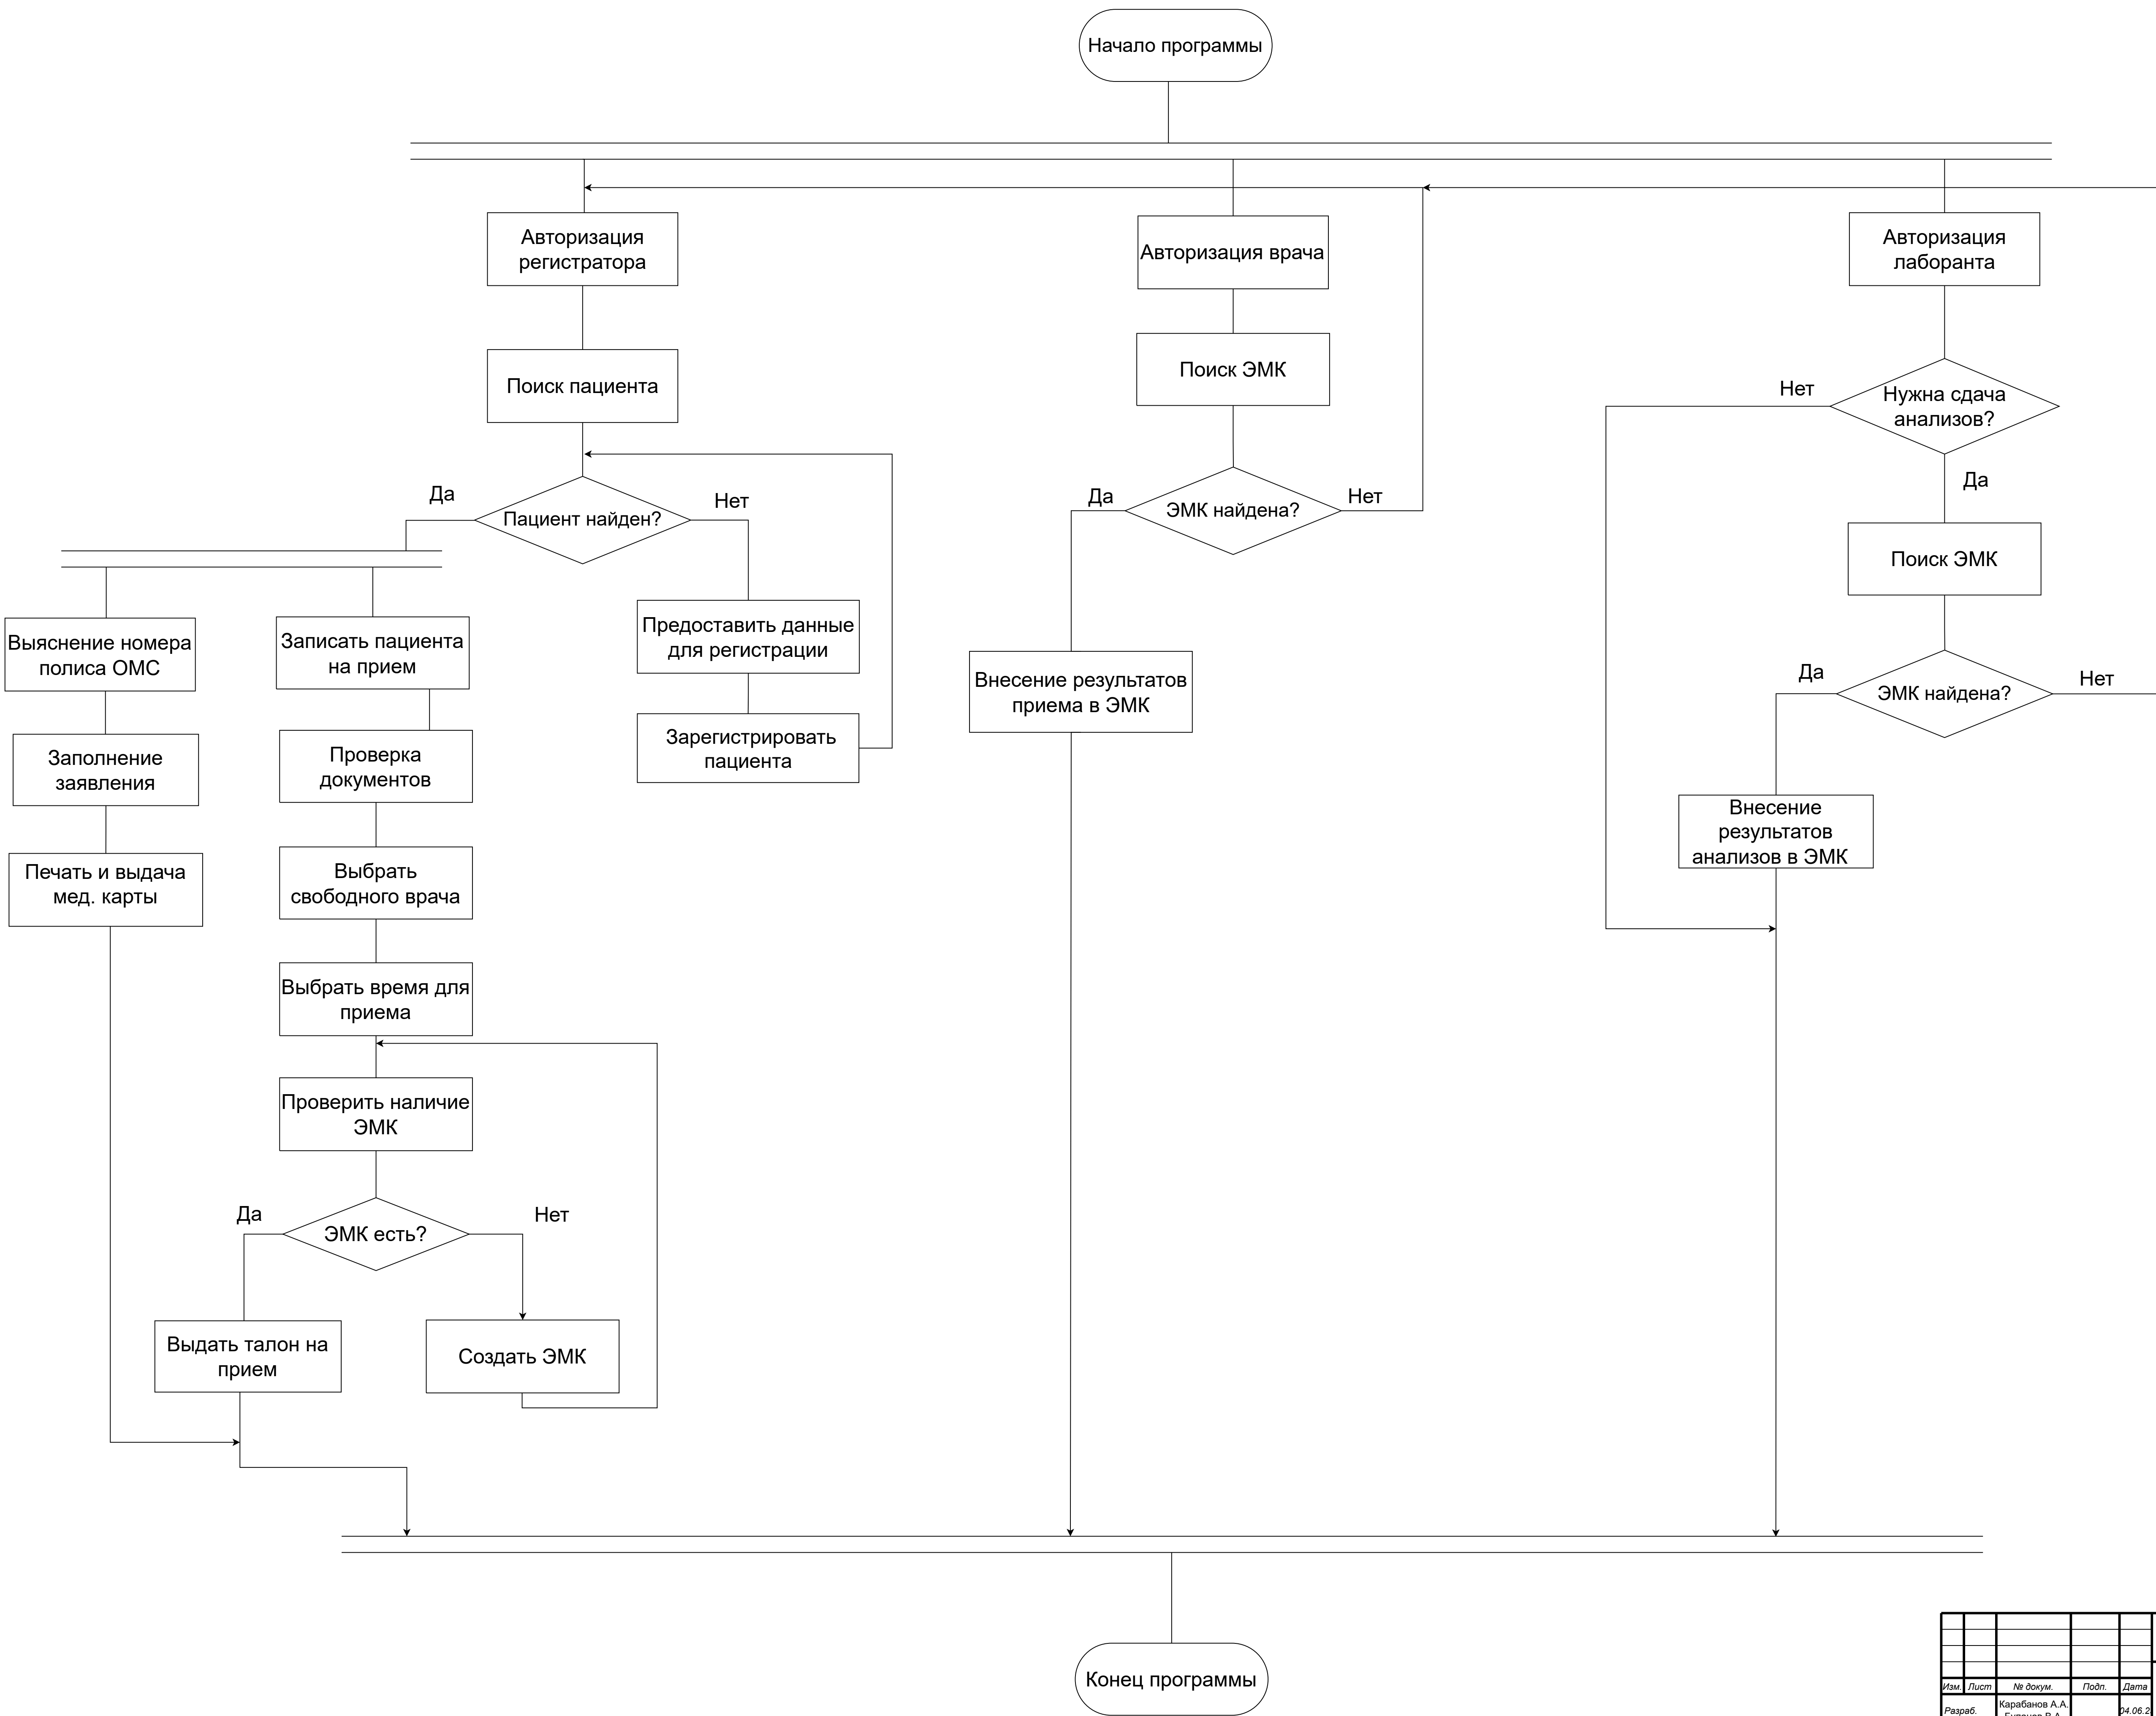 Начало программы
Авторизация
регистратора
Поиск пациента
Пациент найден?
Да
Нет
Выяснение номера
полиса ОМС
Заполнение
заявления
Печать и выдача
мед. карты
Записать пациента
на прием
Проверка
документов
Выбрать
свободного врача
Выбрать время для
приема
Проверить наличие
ЭМК
ЭМК есть?
Да
Нет
Выдать талон на
прием
Создать ЭМК
Предоставить данные
для регистрации
Зарегистрировать
пациента
Авторизация врача
Поиск ЭМК
ЭМК найдена?
Да
Нет
Внесение результатов
приема в ЭМК
Авторизация
лаборанта
Нужна сдача
анализов?
Нет
Да
Поиск ЭМК
ЭМК найдена?
Да
Нет
Внесение
результатов
анализов в ЭМК
Конец программы
Изм. Лист № докум. Подп. Дата
Разраб. Карабанов А.А. 04.06.2